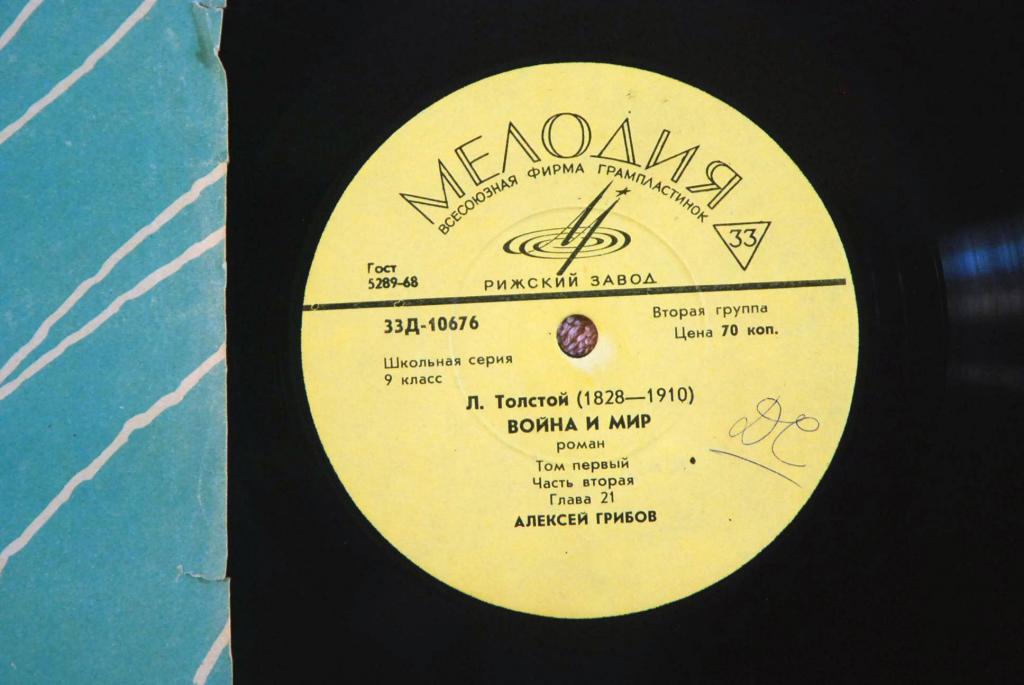 МЕЛОДИЯ
ВСЕСОЮЗНАЯ ФИРМА ГРАМПЛАСТИНОК
33
Гост
5289-68
РИЖСКИЙ ЗАВОД
33Д-10676
Вторая группа
Цена 70 коп.
Школьная серия
9 класс
Л. Толстой (1828—1910)
ВОЙНА И МИР
роман
Том первый
Часть вторая
Глава 21
АЛЕКСЕЙ ГРИБОВ
ДС